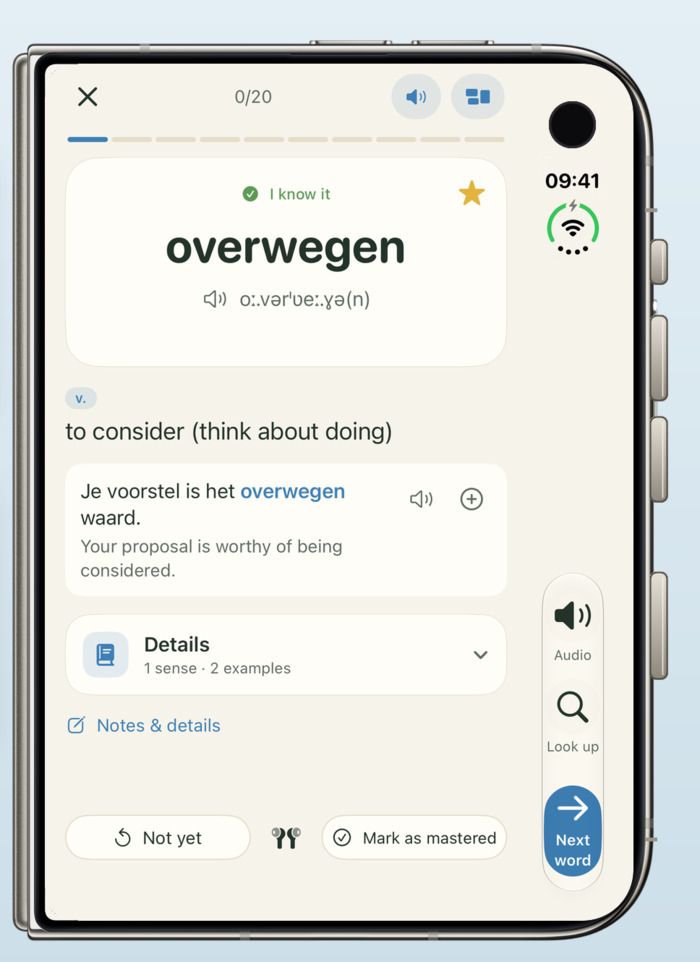 0/20
09:41
I know it
overwegen
oː.vərˈʋeː.ɣə(n)
v.
to consider (think about doing)
Je voorstel is het overwegen
waard.
Your proposal is worthy of being
considered.
Details
1 sense · 2 examples
Notes & details
Not yet
Mark as mastered
Audio
Look up
Next
word